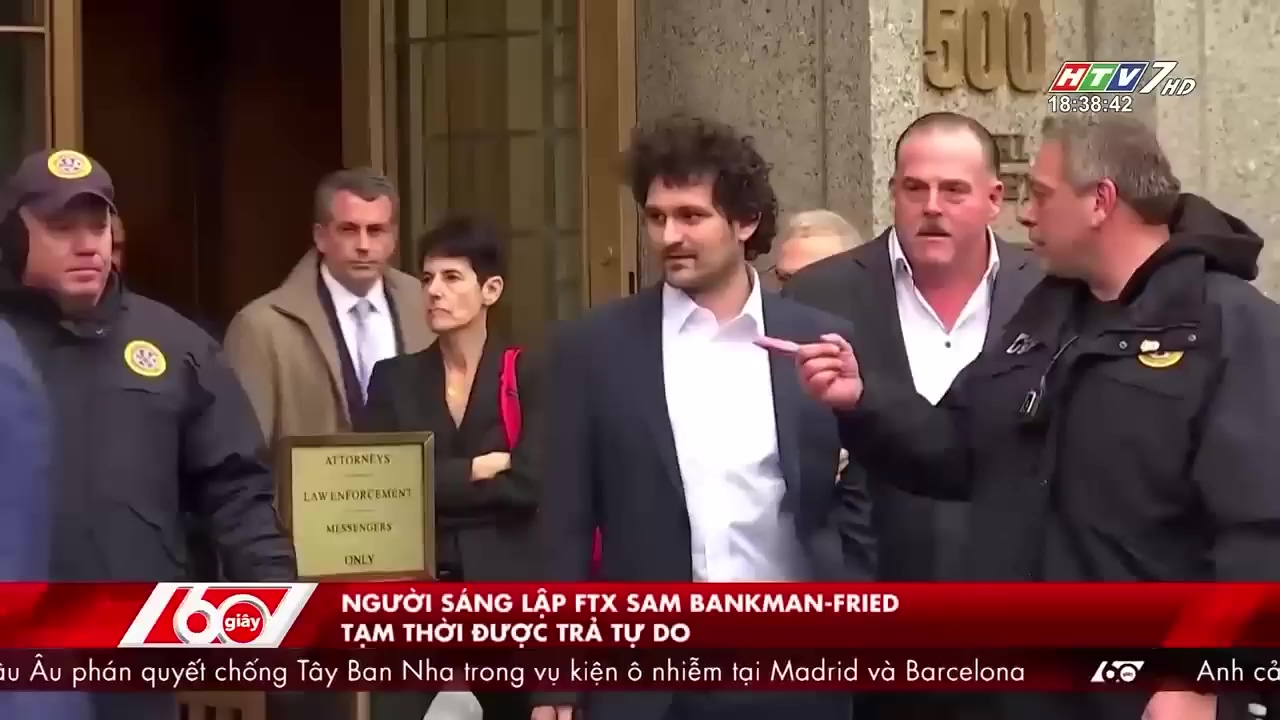 500
HTV7 HD
18:38:42
ATTORNEYS
LAW ENFORCEMENT
MESSENGERS
ONLY
60 giây
NGƯỜI SÁNG LẬP FTX SAM BANKMAN-FRIED
TẠM THỜI ĐƯỢC TRẢ TỰ DO
Âu phán quyết chống Tây Ban Nha trong vụ kiện ô nhiễm tại Madrid và Barcelona
Anh